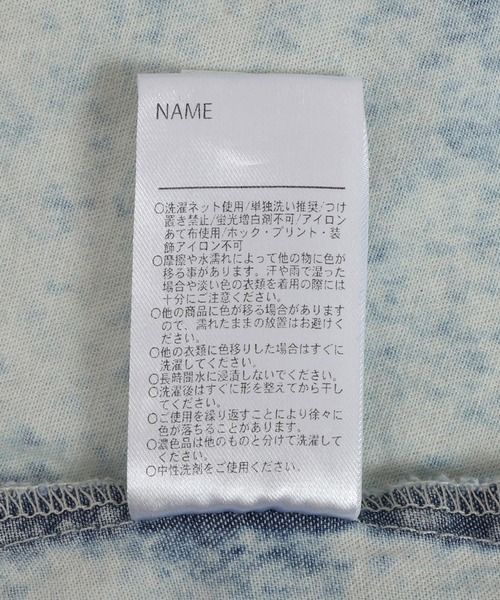 NAME
○洗濯ネット使用/単独洗い推奨/つけ
置き禁止/蛍光増白剤不可/アイロン
あて布使用/ホック・プリント・装
飾アイロン不可
○摩擦や水濡れによって他の物に色が
移る事があります。汗や雨で湿った
場合や淡い色の衣類を着用の際には
十分にご注意ください。
○他の商品に色が移る場合があります
ので、濡れたままの放置はお避けく
ださい。
○他の衣類に色移りした場合はすぐに
洗濯してください。
○長時間水に浸漬しないでください。
○洗濯後はすぐに形を整えてから干し
てください。
○ご使用を繰り返すことにより徐々に
色が落ちることがあります。
○濃色品は他のものと分けて洗濯して
ください。
○中性洗剤をご使用ください。